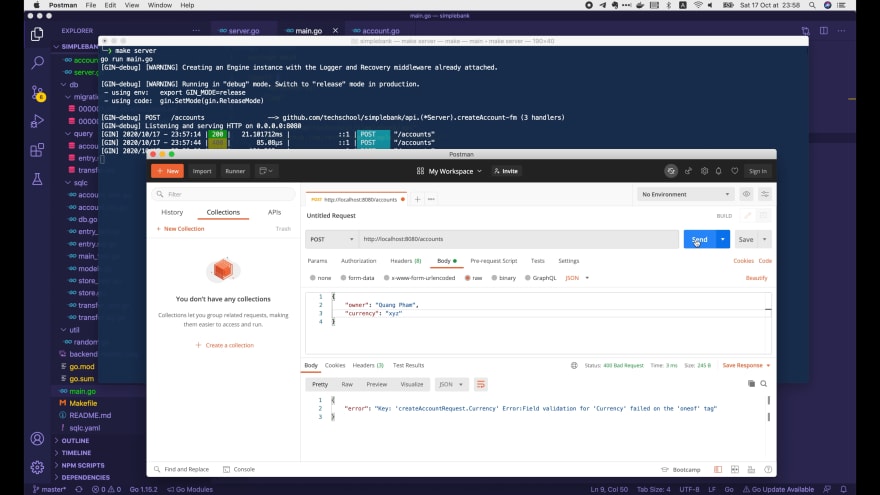 Postman File Edit View Window Help
Sat 17 Oct at 23:58
main.go — simplebank
EXPLORER
server.go main.go account.go
SIMPLEBANK
accoun
server.g
db
migratio
00000
00000
query
accou
entry.
transf
sqlc
accou
accou
db.go
entry_
entry.
main_
model
store_
store.
transf
transf
util
rando
backend
go.mod
go.sum
main.go
Makefile
README.md
sqlc.yaml
OUTLINE
TIMELINE
NPM SCRIPTS
DEPENDENCIES
simplebank — make server — make — main • make server — 190×40
make server
go run main.go
[GIN-debug] [WARNING] Creating an Engine instance with the Logger and Recovery middleware already attached.
[GIN-debug] [WARNING] Running in "debug" mode. Switch to "release" mode in production.
- using env: export GIN_MODE=release
- using code: gin.SetMode(gin.ReleaseMode)
[GIN-debug] POST /accounts --> github.com/techschool/simplebank/api.(*Server).createAccount-fm (3 handlers)
[GIN-debug] Listening and serving HTTP on 0.0.0.0:8080
[GIN] 2020/10/17 - 23:57:14 | 200 | 21.101712ms | ::1 | POST "/accounts"
[GIN] 2020/10/17 - 23:57:44 | 400 | 85.08µs | ::1 | POST "/accounts"
Postman
+ New Import Runner My Workspace Invite Sign In
Filter
History Collections APIs
+ New Collection Trash
You don't have any collections
Collections let you group related requests, making
them easier to access and run.
+ Create a collection
POST http://localhost:8080/accounts
No Environment
Untitled Request
BUILD
POST http://localhost:8080/accounts Send Save
Params Authorization Headers (8) Body Pre-request Script Tests Settings Cookies Code
none form-data x-www-form-urlencoded raw binary GraphQL JSON Beautify
1 {
2 "owner": "Quang Pham",
3 "currency": "xyz"
4 }
Body Cookies Headers (3) Test Results Status: 400 Bad Request Time: 3 ms Size: 245 B Save Response
Pretty Raw Preview Visualize JSON
1 {
2 "error": "Key: 'createAccountRequest.Currency' Error:Field validation for 'Currency' failed on the 'oneof' tag"
3 }
Find and Replace Console Bootcamp
master* 0 0 Go 1.15.2 Go Modules Ln 9, Col 50 Tab Size: 4 UTF-8 LF Go Go Update Available